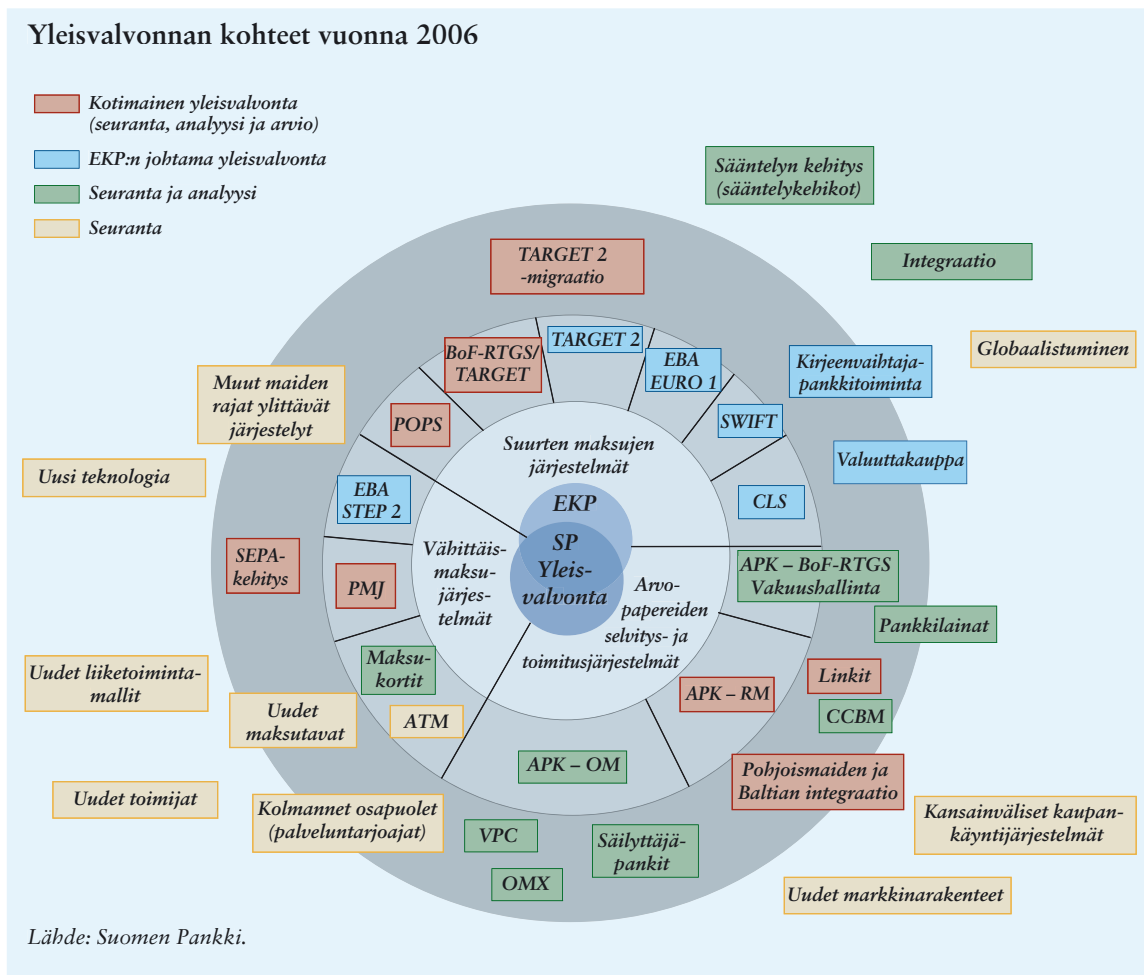 Yleisvalvonnan kohteet vuonna 2006
Kotimainen yleisvalvonta
(seuranta, analyysi ja arvio)
EKP:n johtama yleisvalvonta
Seuranta ja analyysi
Seuranta
Sääntelyn kehitys
(sääntelykehikot)
Integraatio
Globaalistuminen
TARGET 2
-migraatio
BoF-RTGS/
TARGET
TARGET 2
EBA
EURO 1
Kirjeenvaihtaja-
pankkitoiminta
Muut maiden
rajat ylittävät
järjestelyt
POPS
SWIFT
Valuuttakauppa
Uusi teknologia
EBA
STEP 2
CLS
Suurten maksujen
järjestelmät
EKP
SP
Yleis-
valvonta
Vähittäis-
maksu-
järjes-
telmät
Arvo-
papereiden
selvitys- ja
toimitusjärjestelmät
SEPA-
kehitys
PMJ
APK – BoF-RTGS
Vakuushallinta
Pankkilainat
Uudet liiketoiminta-
mallit
Maksu-
kortit
Uudet
maksutavat
ATM
APK – RM
Linkit
CCBM
APK – OM
Pohjoismaiden ja
Baltian integraatio
Uudet toimijat
Kolmannet osapuolet
(palveluntarjoajat)
VPC
OMX
Säilyttäjä-
pankit
Kansainväliset kaupan-
käyntijärjestelmät
Uudet markkinarakenteet
Lähde: Suomen Pankki.